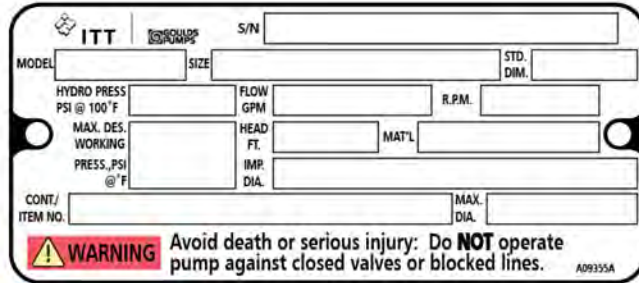 ITT GOULDS PUMPS S/N
MODEL SIZE STD. DIM.
HYDRO PRESS PSI @ 100°F FLOW GPM R.P.M.
MAX. DES. WORKING HEAD FT. MAT'L
PRESS.,PSI @°F IMP. DIA.
CONT./ ITEM NO. MAX. DIA.
WARNING
Avoid death or serious injury: Do NOT operate
pump against closed valves or blocked lines.
A09355A